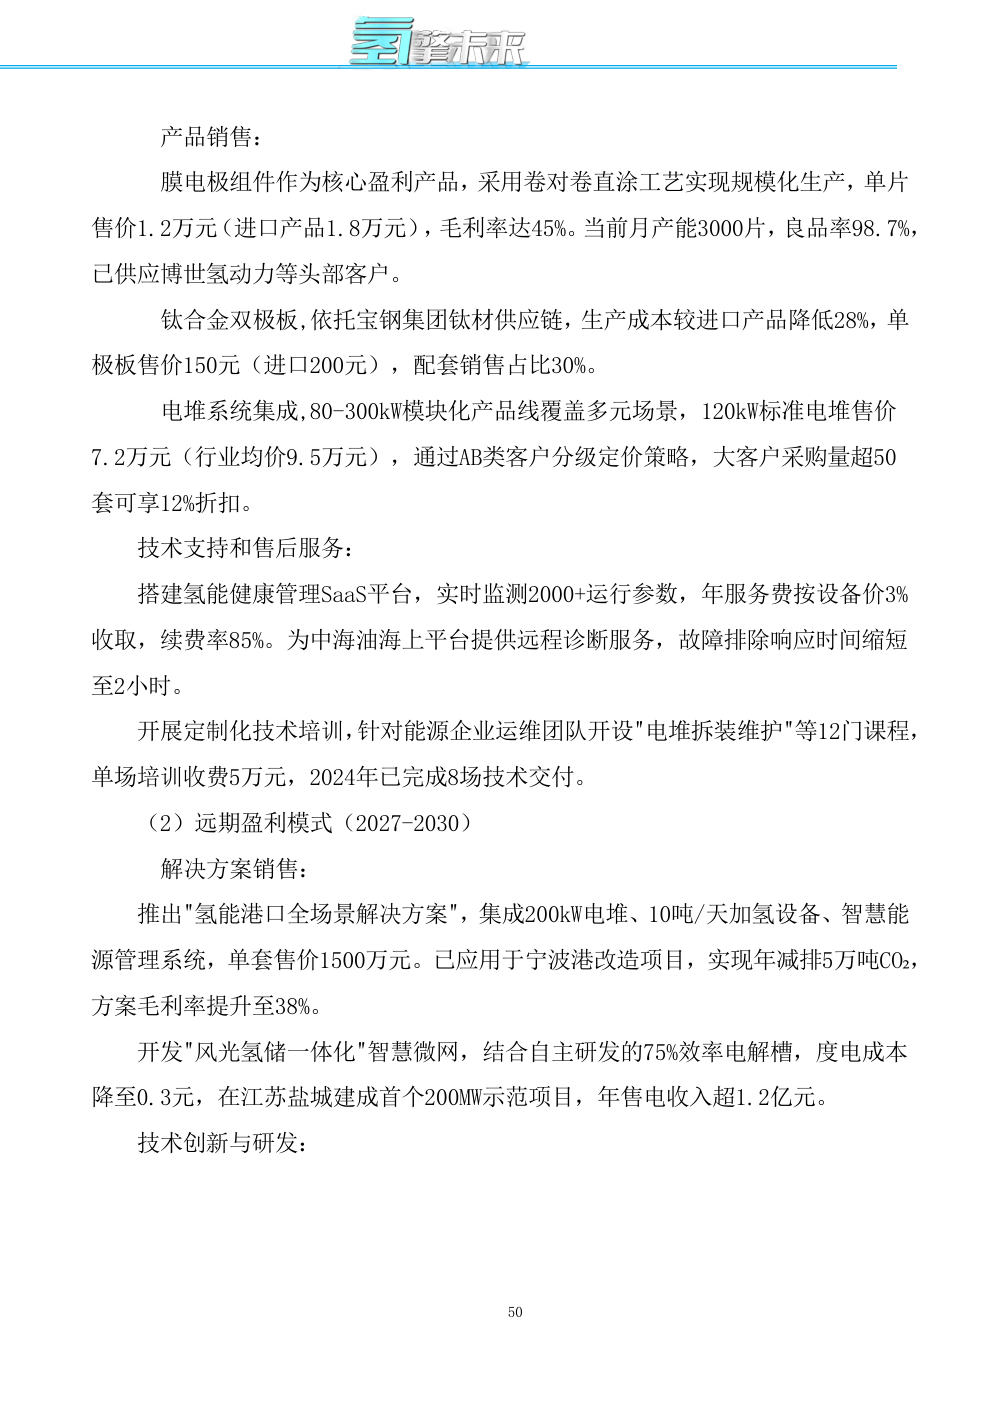 氢擎未来
产品销售：
膜电极组件作为核心盈利产品，采用卷对卷直涂工艺实现规模化生产，单片
售价1.2万元（进口产品1.8万元），毛利率达45%。当前月产能3000片，良品率98.7%，
已供应博世氢动力等头部客户。
钛合金双极板,依托宝钢集团钛材供应链，生产成本较进口产品降低28%，单
极板售价150元（进口200元），配套销售占比30%。
电堆系统集成,80-300kW模块化产品线覆盖多元场景，120kW标准电堆售价
7.2万元（行业均价9.5万元），通过AB类客户分级定价策略，大客户采购量超50
套可享12%折扣。
技术支持和售后服务：
搭建氢能健康管理SaaS平台，实时监测2000+运行参数，年服务费按设备价3%
收取，续费率85%。为中海油海上平台提供远程诊断服务，故障排除响应时间缩短
至2小时。
开展定制化技术培训，针对能源企业运维团队开设"电堆拆装维护"等12门课程，
单场培训收费5万元，2024年已完成8场技术交付。
（2）远期盈利模式（2027-2030）
解决方案销售：
推出"氢能港口全场景解决方案"，集成200kW电堆、10吨/天加氢设备、智慧能
源管理系统，单套售价1500万元。已应用于宁波港改造项目，实现年减排5万吨CO₂，
方案毛利率提升至38%。
开发"风光氢储一体化"智慧微网，结合自主研发的75%效率电解槽，度电成本
降至0.3元，在江苏盐城建成首个200MW示范项目，年售电收入超1.2亿元。
技术创新与研发：
50